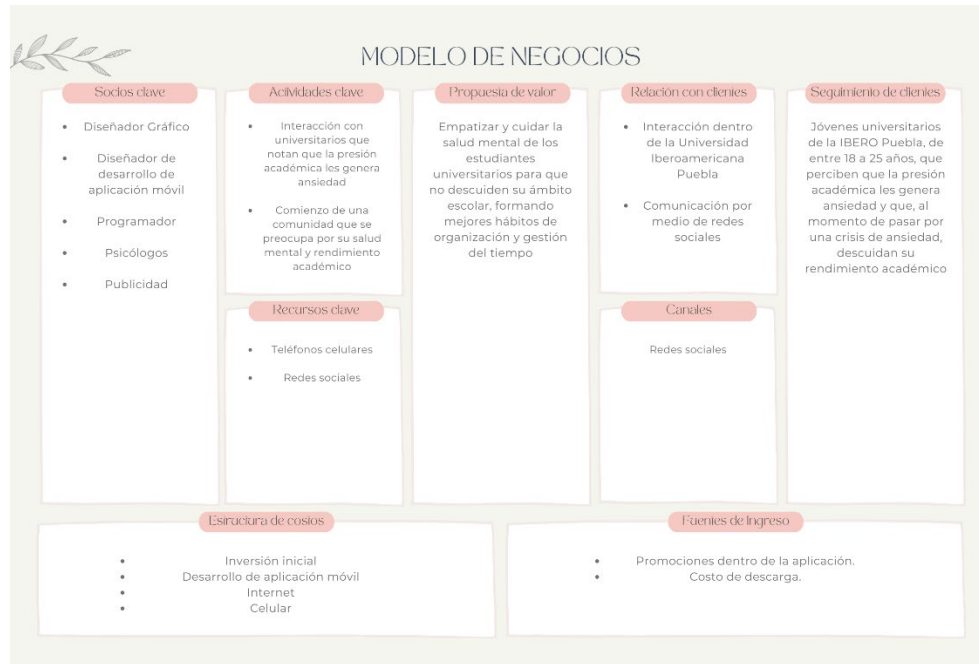 MODELO DE NEGOCIOS
Socios clave
• Diseñador Gráfico
• Diseñador de
desarrollo de
aplicación móvil
• Programador
• Psicólogos
• Publicidad
Actividades clave
• Interacción con
universitarios que
notan que la presión
académica les genera
ansiedad
• Comienzo de una
comunidad que se
preocupa por su salud
mental y rendimiento
académico
Recursos clave
• Teléfonos celulares
• Redes sociales
Propuesta de valor
Empatizar y cuidar la
salud mental de los
estudiantes
universitarios para que
no descuiden su ámbito
escolar, formando
mejores hábitos de
organización y gestión
del tiempo
Relación con clientes
• Interacción dentro
de la Universidad
Iberoamericana
Puebla
• Comunicación por
medio de redes
sociales
Canales
Redes sociales
Seguimiento de clientes
Jóvenes universitarios
de la IBERO Puebla, de
entre 18 a 25 años, que
perciben que la presión
académica les genera
ansiedad y que, al
momento de pasar por
una crisis de ansiedad,
descuidan su
rendimiento académico
Estructura de costos
• Inversión inicial
• Desarrollo de aplicación móvil
• Internet
• Celular
Fuentes de Ingreso
• Promociones dentro de la aplicación.
• Costo de descarga.